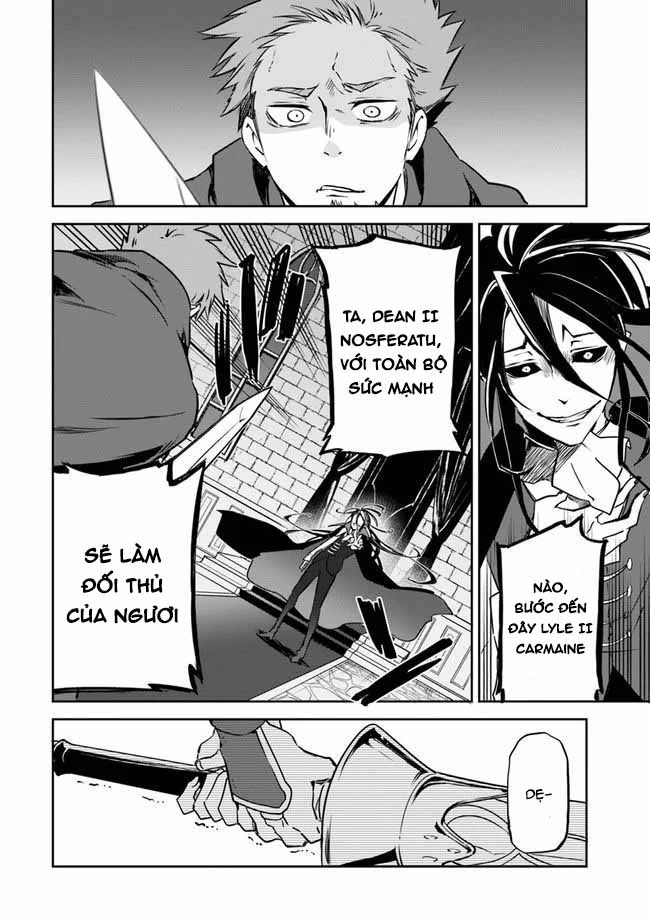 NÀO,
BƯỚC ĐẾN
ĐÂY LYLE II
CARMAINE
TA, DEAN II
NOSFERATU,
VỚI TOÀN BỘ
SỨC MẠNH
SẼ LÀM
ĐỐI THỦ
CỦA NGƯƠI
DẸ-